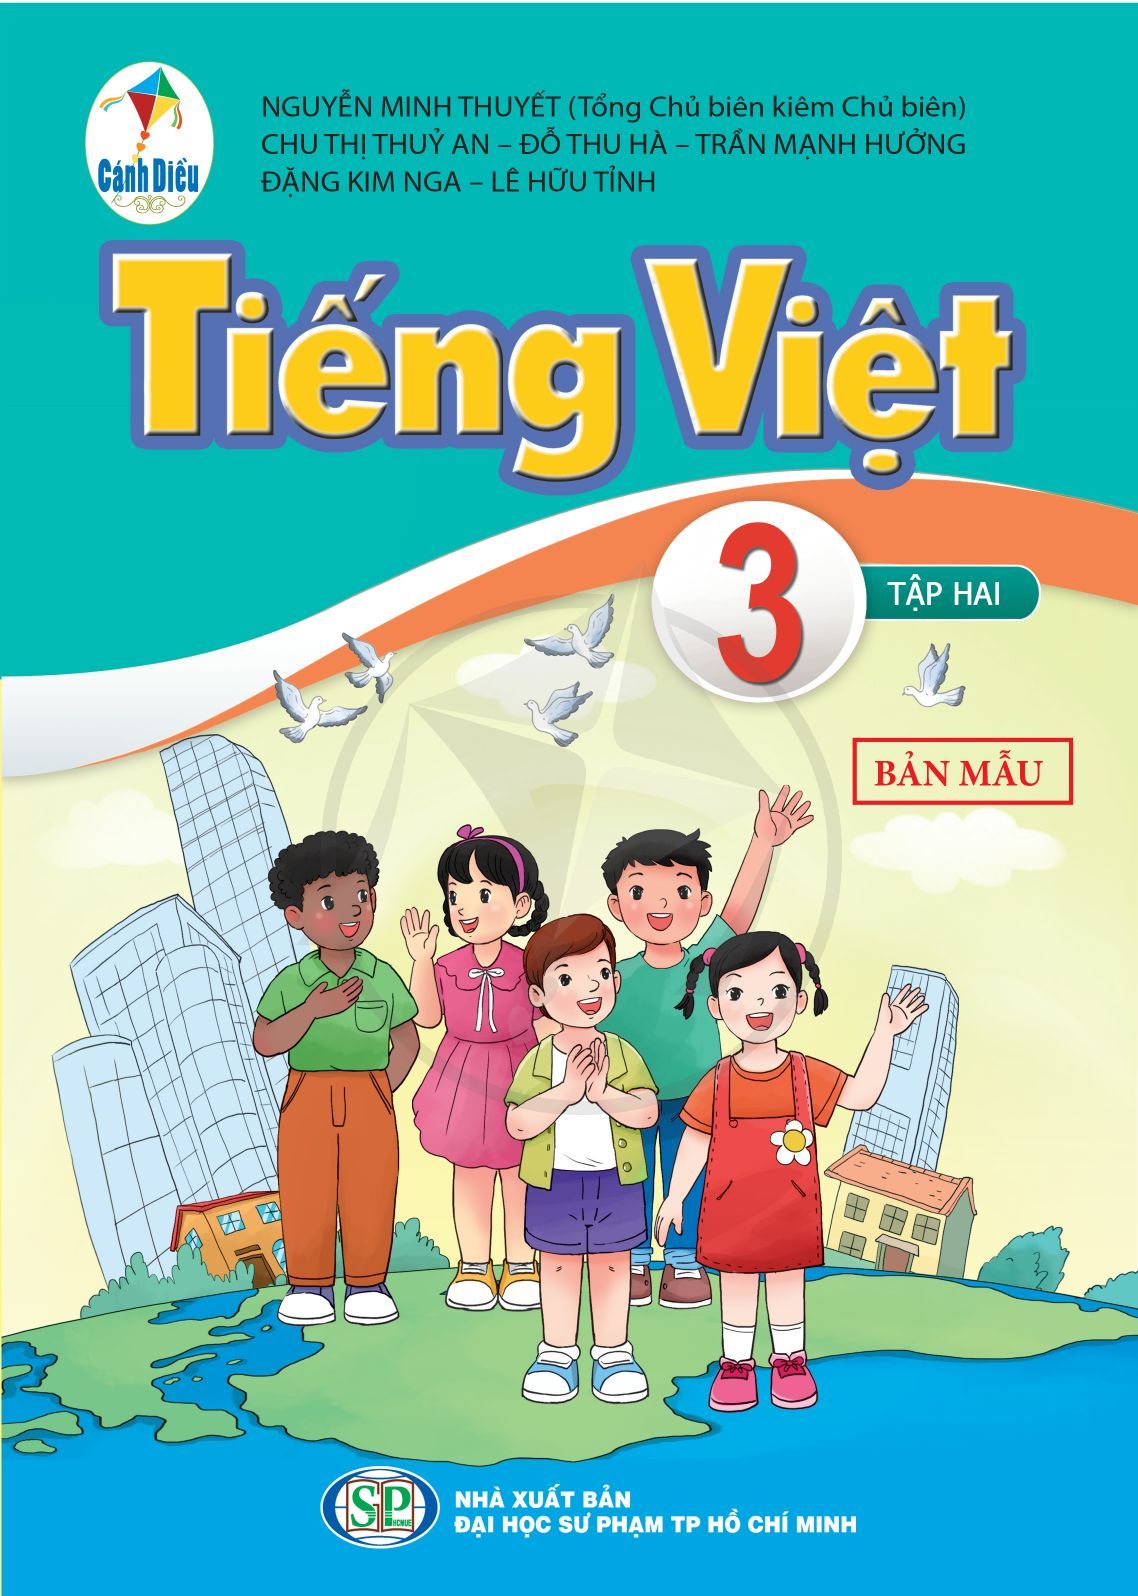 Cánh Diều
NGUYỄN MINH THUYẾT (Tổng Chủ biên kiêm Chủ biên)
CHU THỊ THUỶ AN – ĐỖ THU HÀ – TRẦN MẠNH HƯỞNG
ĐẶNG KIM NGA – LÊ HỮU TỈNH
Tiếng Việt
3
TẬP HAI
BẢN MẪU
SP
HCMUE
NHÀ XUẤT BẢN
ĐẠI HỌC SƯ PHẠM TP HỒ CHÍ MINH